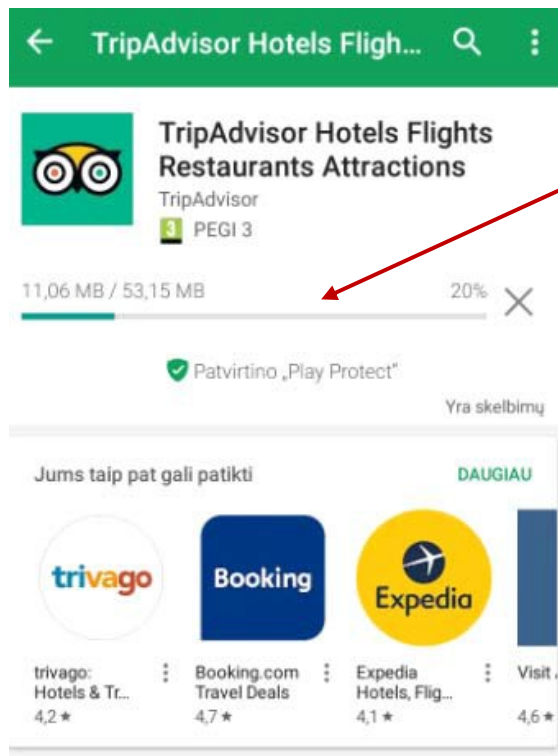 TripAdvisor Hotels Fligh...
TripAdvisor Hotels Flights
Restaurants Attractions
TripAdvisor
3 PEGI 3
11,06 MB / 53,15 MB 20%
Patvirtino „Play Protect“
Yra skelbimų
Jums taip pat gali patikti DAUGIAU
trivago
Booking
Expedia
trivago:
Hotels & Tr...
4,2 ★
Booking.com
Travel Deals
4,7 ★
Expedia
Hotels, Flig...
4,1 ★
Visit
4,6 ★